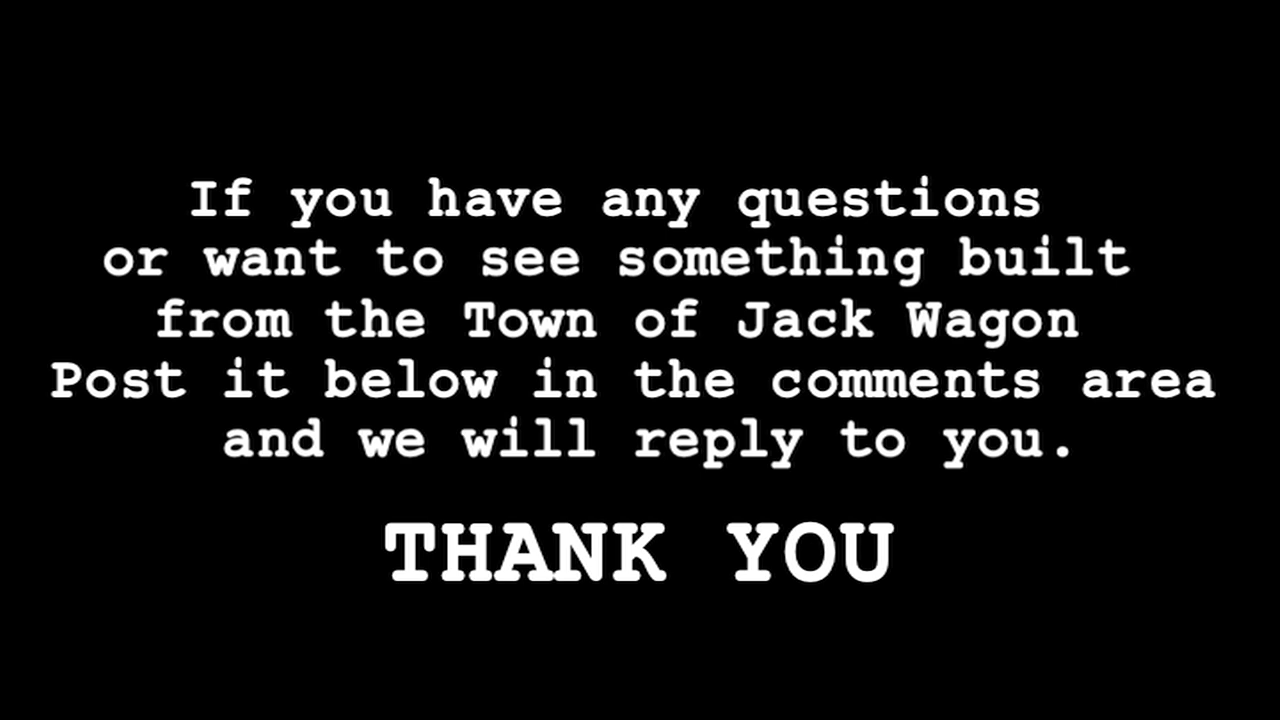 If you have any questions
or want to see something built
from the Town of Jack Wagon
Post it below in the comments area
and we will reply to you.
THANK YOU